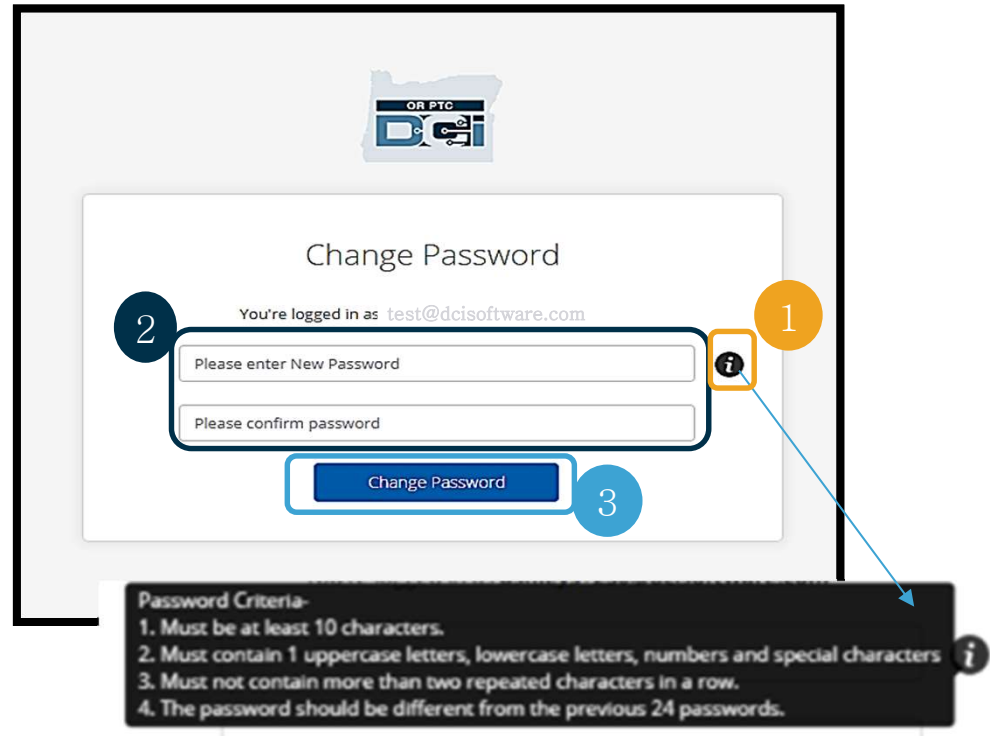 OR PTC
DCi
Change Password
You're logged in as test@dcisoftware.com
1
2
Please enter New Password
i
Please confirm password
Change Password
3
Password Criteria-
1. Must be at least 10 characters.
2. Must contain 1 uppercase letters, lowercase letters, numbers and special characters
i
3. Must not contain more than two repeated characters in a row.
4. The password should be different from the previous 24 passwords.